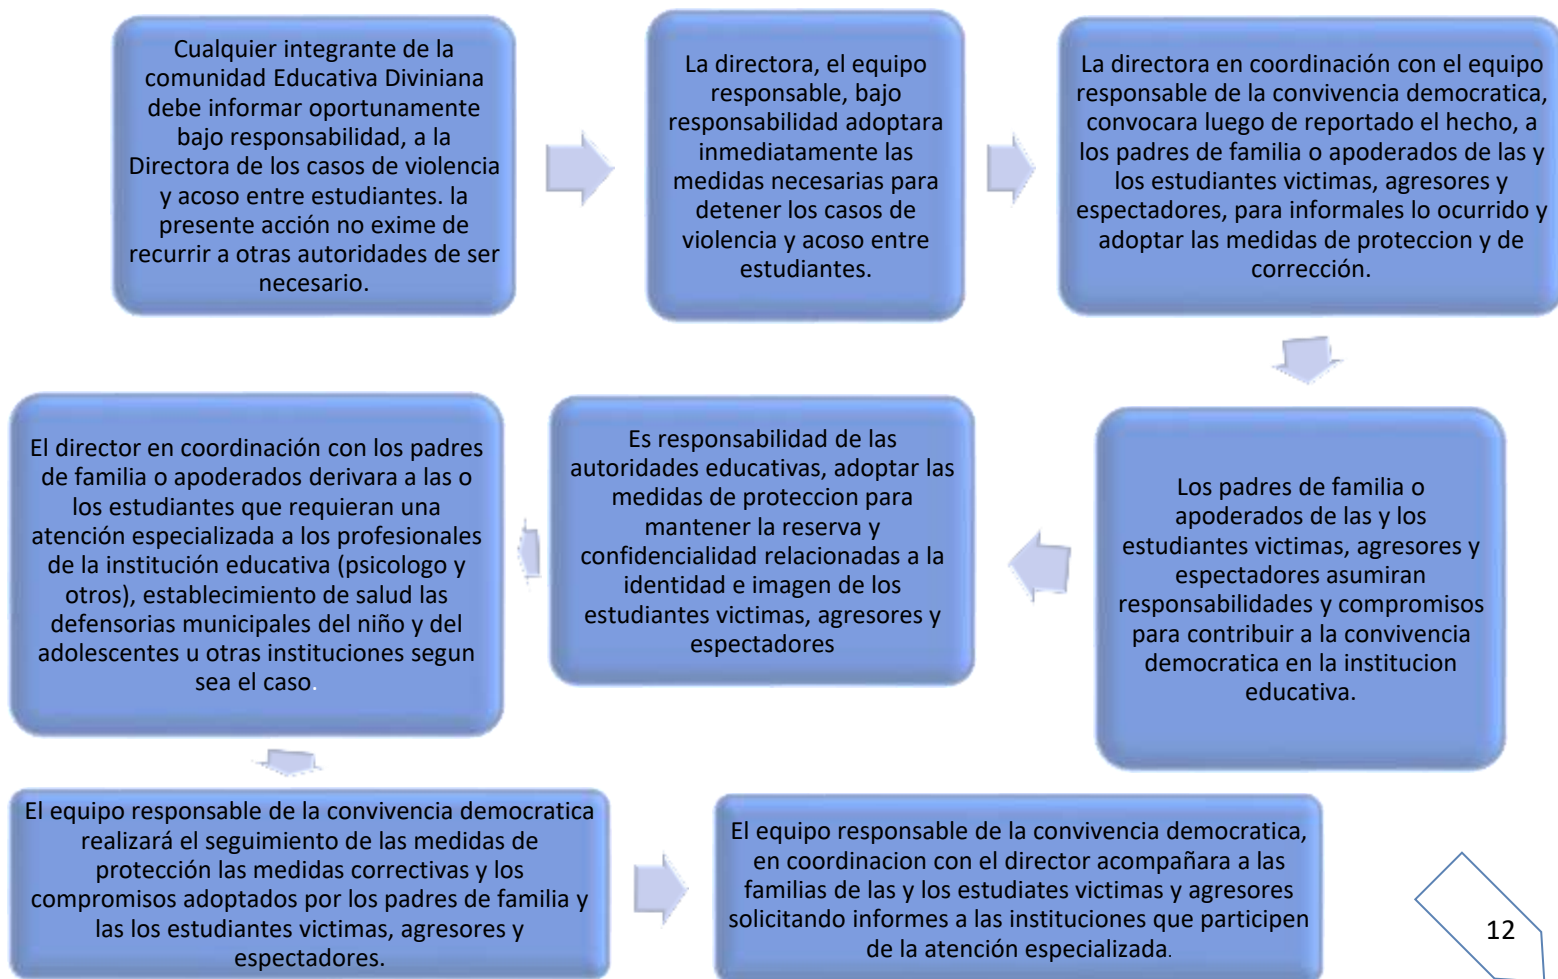 Cualquier integrante de la
comunidad Educativa Diviniana
debe informar oportunamente
bajo responsabilidad, a la
Directora de los casos de violencia
y acoso entre estudiantes. la
presente acción no exime de
recurrir a otras autoridades de ser
necesario.
La directora, el equipo
responsable, bajo
responsabilidad adoptara
inmediatamente las
medidas necesarias para
detener los casos de
violencia y acoso entre
estudiantes.
La directora en coordinación con el equipo
responsable de la convivencia democratica,
convocara luego de reportado el hecho, a
los padres de familia o apoderados de las y
los estudiantes victimas, agresores y
espectadores, para informales lo ocurrido y
adoptar las medidas de proteccion y de
corrección.
Los padres de familia o
apoderados de las y los
estudiantes victimas, agresores y
espectadores asumiran
responsabilidades y compromisos
para contribuir a la convivencia
democratica en la institucion
educativa.
Es responsabilidad de las
autoridades educativas, adoptar las
medidas de proteccion para
mantener la reserva y
confidencialidad relacionadas a la
identidad e imagen de los
estudiantes victimas, agresores y
espectadores
El director en coordinación con los padres
de familia o apoderados derivara a las o
los estudiantes que requieran una
atención especializada a los profesionales
de la institución educativa (psicologo y
otros), establecimiento de salud las
defensorias municipales del niño y del
adolescentes u otras instituciones segun
sea el caso.
El equipo responsable de la convivencia democratica
realizará el seguimiento de las medidas de
protección las medidas correctivas y los
compromisos adoptados por los padres de familia y
las los estudiantes victimas, agresores y
espectadores.
El equipo responsable de la convivencia democratica,
en coordinacion con el director acompañara a las
familias de las y los estudiates victimas y agresores
solicitando informes a las instituciones que participen
de la atención especializada.
12